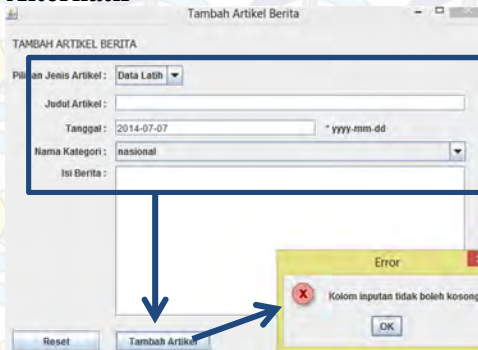 Tambah Artikel Berita
TAMBAH ARTIKEL BERITA
Pilihan Jenis Artikel : Data Latih
Judul Artikel :
Tanggal : 2014-07-07 * yyyy-mm-dd
Nama Kategori : nasional
Isi Berita :
Error
Kolom inputan tidak boleh kosong
OK
Reset Tambah Artikel